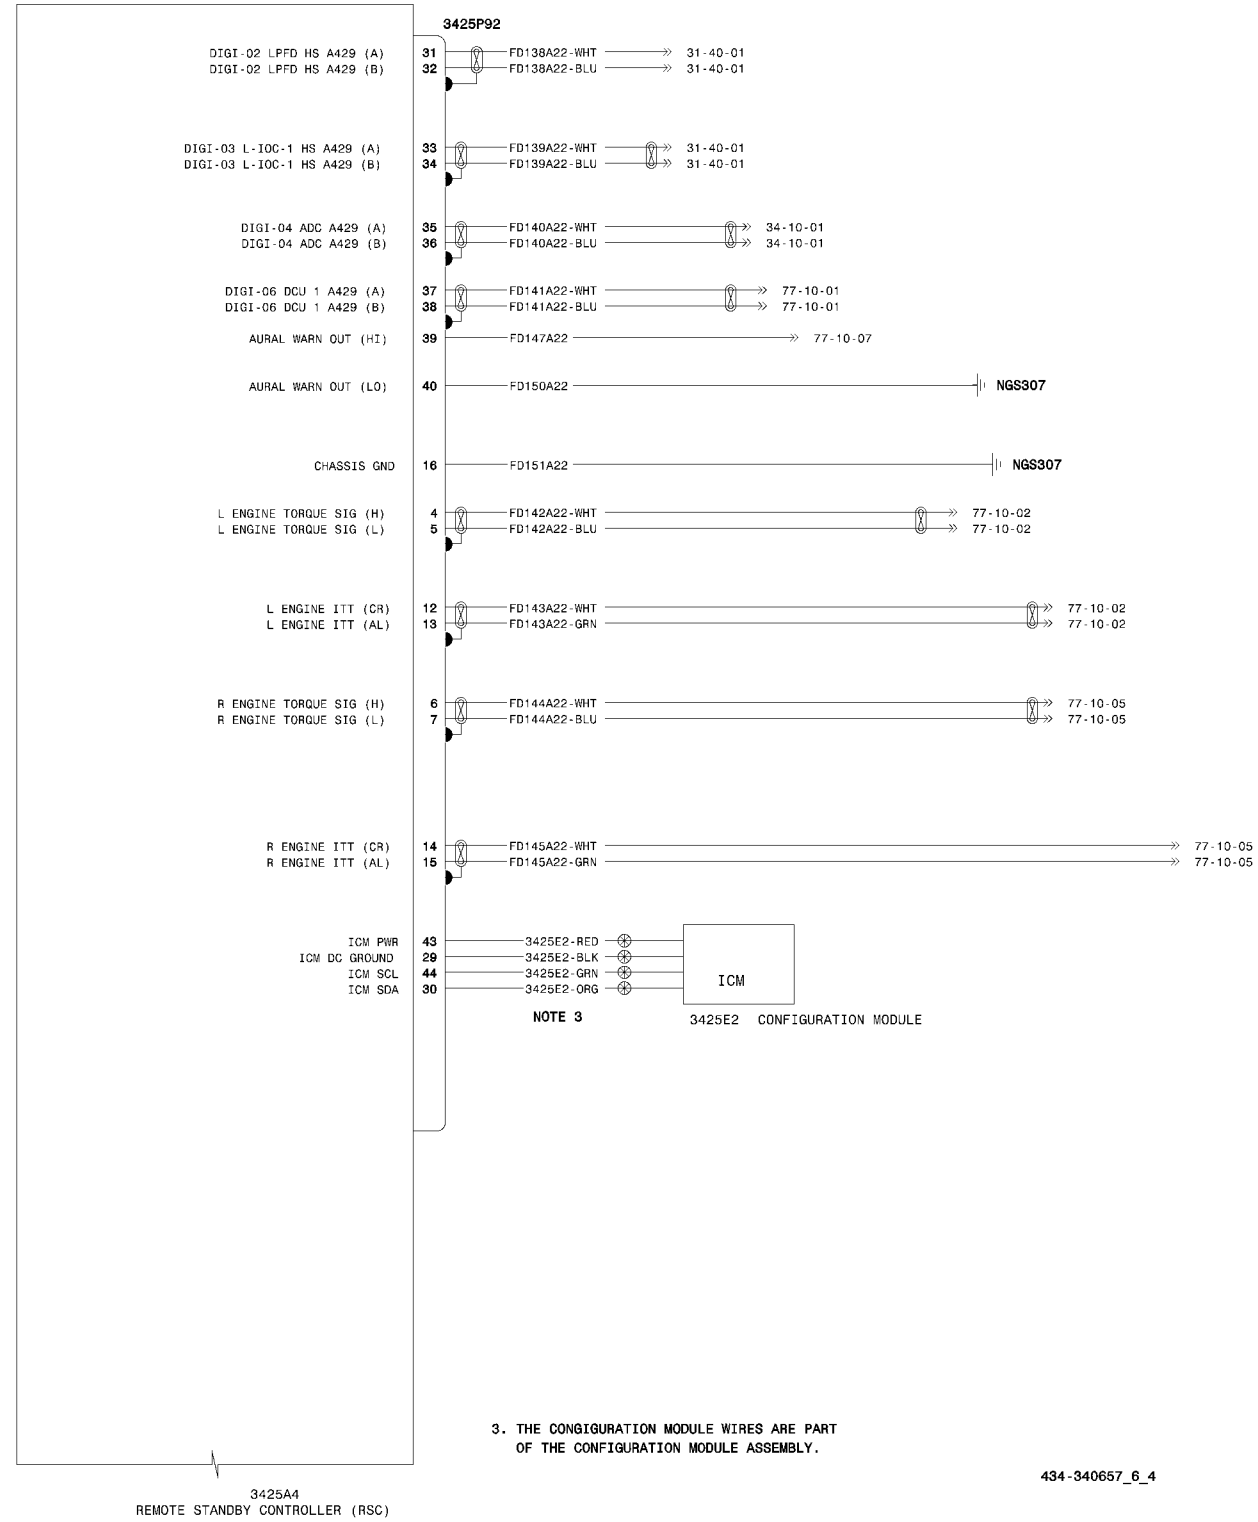 3425P92
DIGI-02 LPFD HS A429 (A) 31 FD138A22-WHT 31-40-01
DIGI-02 LPFD HS A429 (B) 32 FD138A22-BLU 31-40-01
DIGI-03 L-IOC-1 HS A429 (A) 33 FD139A22-WHT 31-40-01
DIGI-03 L-IOC-1 HS A429 (B) 34 FD139A22-BLU 31-40-01
DIGI-04 ADC A429 (A) 35 FD140A22-WHT 34-10-01
DIGI-04 ADC A429 (B) 36 FD140A22-BLU 34-10-01
DIGI-06 DCU 1 A429 (A) 37 FD141A22-WHT 77-10-01
DIGI-06 DCU 1 A429 (B) 38 FD141A22-BLU 77-10-01
AURAL WARN OUT (HI) 39 FD147A22 77-10-07
AURAL WARN OUT (LO) 40 FD150A22 NGS307
CHASSIS GND 16 FD151A22 NGS307
L ENGINE TORQUE SIG (H) 4 FD142A22-WHT 77-10-02
L ENGINE TORQUE SIG (L) 5 FD142A22-BLU 77-10-02
L ENGINE ITT (CR) 12 FD143A22-WHT 77-10-02
L ENGINE ITT (AL) 13 FD143A22-GRN 77-10-02
R ENGINE TORQUE SIG (H) 6 FD144A22-WHT 77-10-05
R ENGINE TORQUE SIG (L) 7 FD144A22-BLU 77-10-05
R ENGINE ITT (CR) 14 FD145A22-WHT 77-10-05
R ENGINE ITT (AL) 15 FD145A22-GRN 77-10-05
ICM PWR 43 3425E2-RED
ICM DC GROUND 29 3425E2-BLK
ICM SCL 44 3425E2-GRN
ICM
ICM SDA 30 3425E2-ORG
NOTE 3
3425E2 CONFIGURATION MODULE
3. THE CONGIGURATION MODULE WIRES ARE PART
OF THE CONFIGURATION MODULE ASSEMBLY.
434-340657_6_4
3425A4
REMOTE STANDBY CONTROLLER (RSC)